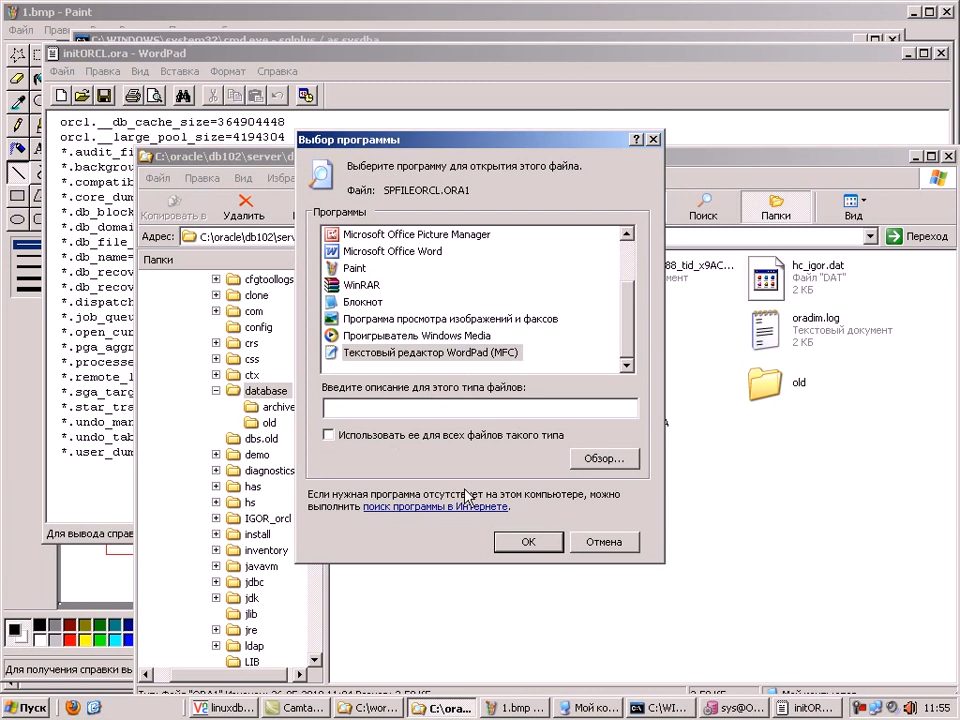 1.bmp - Paint
Файл
C:\WINDOWS\system32\cmd.exe - sqlplus / as sysdba
initORCL.ora - WordPad
Файл Правка Вид Вставка Формат Справка
orcl.__db_cache_size=364904448
orcl.__large_pool_size=4194304
*.audit_fi
*.backgroun
*.compatib
*.core_dum
*.db_block
*.db_domai
*.db_file_
*.db_name=
*.db_recov
*.db_recov
*.dispatch
*.job_queu
*.open_cur
*.pga_aggr
*.processe
*.remote_l
*.sga_targ
*.star_tra
*.undo_man
*.undo_tab
*.user_dum
Для вывода справ
Для получения справки вы
C:\oracle\db102\server\d
Файл Правка Вид Избра
Копировать в
Удалить
Поиск
Папки
Вид
Адрес:
C:\oracle\db102\serv
Переход
Папки
cfgtoollogs
clone
com
config
crs
css
ctx
database
archive
old
dbs.old
demo
diagnostics
has
hs
IGOR_orcl
install
inventory
javavm
jdbc
jdk
jlib
jre
ldap
LIB
88_tid_x9AC...
hc_igor.dat
Файл "DAT"
2 КБ
oradim.log
Текстовый документ
2 КБ
old
Выбор программы
Выберите программу для открытия этого файла.
Файл: SPFILEORCL.ORA1
Программы
Microsoft Office Picture Manager
Microsoft Office Word
Paint
WinRAR
Блокнот
Программа просмотра изображений и факсов
Проигрыватель Windows Media
Текстовый редактор WordPad (MFC)
Введите описание для этого типа файлов:
Использовать ее для всех файлов такого типа
Обзор...
Если нужная программа отсутствует на этом компьютере, можно
выполнить поиск программы в Интернете.
OK
Отмена
Пуск
linuxdb...
Camta...
C:\wor...
C:\ora...
1.bmp ...
Мой ко...
C:\WI...
sys@O...
initOR...
11:55